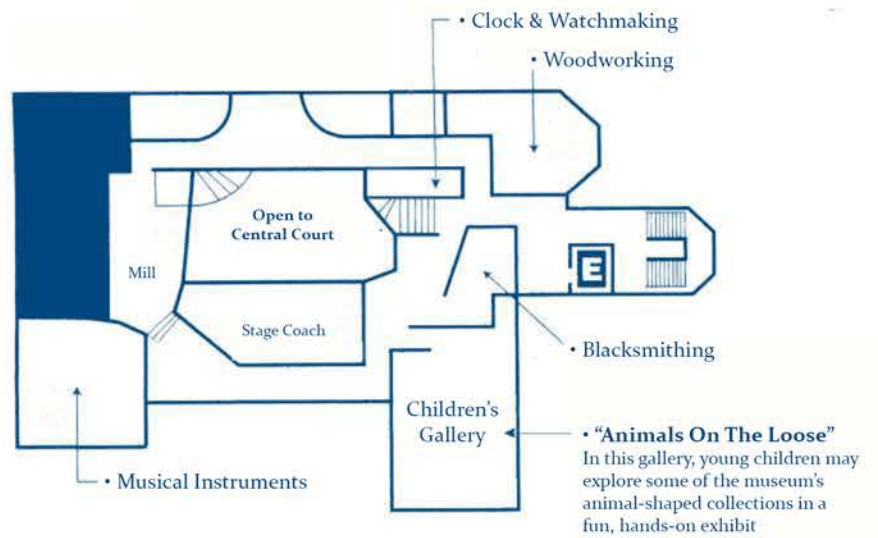 • Clock & Watchmaking
• Woodworking
Open to
Central Court
Mill
E
Stage Coach
• Blacksmithing
Children's
Gallery
• “Animals On The Loose”
In this gallery, young children may
explore some of the museum's
animal-shaped collections in a
fun, hands-on exhibit
• Musical Instruments